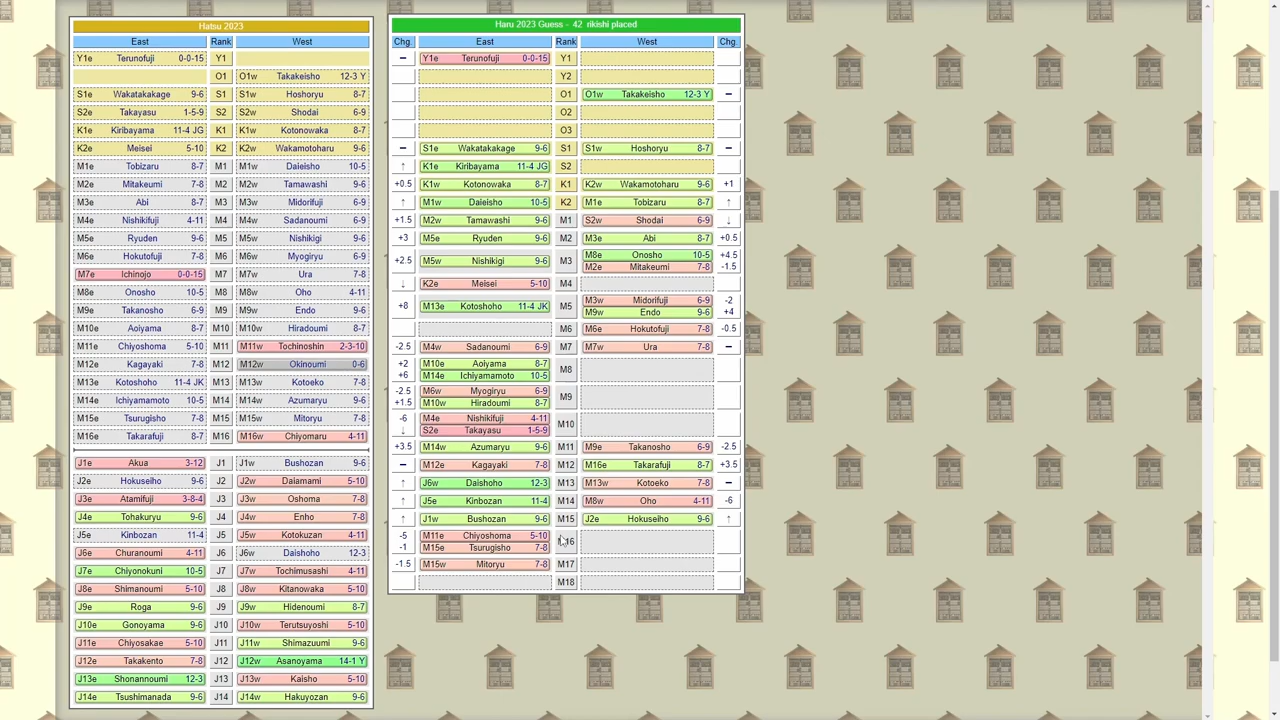 Hatsu 2023
East Rank West
Y1e Terunofuji 0-0-15 Y1
O1 O1w Takakeisho 12-3 Y
S1e Wakatakakage 9-6 S1 S1w Hoshoryu 8-7
S2e Takayasu 1-5-9 S2 S2w Shodai 6-9
K1e Kiribayama 11-4 JG K1 K1w Kotonowaka 8-7
K2e Meisei 5-10 K2 K2w Wakamotoharu 9-6
M1e Tobizaru 8-7 M1 M1w Daieisho 10-5
M2e Mitakeumi 7-8 M2 M2w Tamawashi 9-6
M3e Abi 8-7 M3 M3w Midorifuji 6-9
M4e Nishikifuji 4-11 M4 M4w Sadanoumi 6-9
M5e Ryuden 9-6 M5 M5w Nishikigi 9-6
M6e Hokutofuji 7-8 M6 M6w Myogiryu 6-9
M7e Ichinojo 0-0-15 M7 M7w Ura 7-8
M8e Onosho 10-5 M8 M8w Oho 4-11
M9e Takanosho 6-9 M9 M9w Endo 9-6
M10e Aoiyama 8-7 M10 M10w Hiradoumi 8-7
M11e Chiyoshoma 5-10 M11 M11w Tochinoshin 2-3-10
M12e Kagayaki 7-8 M12 M12w Okinoumi 0-6
M13e Kotoshoho 11-4 JK M13 M13w Kotoeko 7-8
M14e Ichiyamamoto 10-5 M14 M14w Azumaryu 9-6
M15e Tsurugisho 7-8 M15 M15w Mitoryu 7-8
M16e Takarafuji 8-7 M16 M16w Chiyomaru 4-11
J1e Akua 3-12 J1 J1w Bushozan 9-6
J2e Hokuseiho 9-6 J2 J2w Daiamami 5-10
J3e Atamifuji 3-8-4 J3 J3w Oshoma 7-8
J4e Tohakuryu 9-6 J4 J4w Enho 7-8
J5e Kinbozan 11-4 J5 J5w Kotokuzan 4-11
J6e Churanoumi 4-11 J6 J6w Daishoho 12-3
J7e Chiyonokuni 10-5 J7 J7w Tochimusashi 4-11
J8e Shimanoumi 5-10 J8 J8w Kitanowaka 5-10
J9e Roga 9-6 J9 J9w Hidenoumi 8-7
J10e Gonoyama 9-6 J10 J10w Terutsuyoshi 5-10
J11e Chiyosakae 5-10 J11 J11w Shimazuumi 9-6
J12e Takakento 7-8 J12 J12w Asanoyama 14-1 Y
J13e Shonannoumi 12-3 J13 J13w Kaisho 5-10
J14e Tsushimanada 9-6 J14 J14w Hakuyozan 9-6
Haru 2023 Guess - 42 rikishi placed
Chg. East Rank West Chg.
– Y1e Terunofuji 0-0-15 Y1
Y2
O1 O1w Takakeisho 12-3 Y –
O2
O3
– S1e Wakatakakage 9-6 S1 S1w Hoshoryu 8-7 –
↑ K1e Kiribayama 11-4 JG S2
+0.5 K1w Kotonowaka 8-7 K1 K2w Wakamotoharu 9-6 +1
↑ M1w Daieisho 10-5 K2 M1e Tobizaru 8-7 ↑
+1.5 M2w Tamawashi 9-6 M1 S2w Shodai 6-9 ↓
+3 M5e Ryuden 9-6 M2 M3e Abi 8-7 +0.5
M8e Onosho 10-5 +4.5
+2.5 M5w Nishikigi 9-6 M3
M2e Mitakeumi 7-8 -1.5
↓ K2e Meisei 5-10 M4
M3w Midorifuji 6-9 -2
+8 M13e Kotoshoho 11-4 JK M5
M9w Endo 9-6 +4
M6 M6e Hokutofuji 7-8 -0.5
-2.5 M4w Sadanoumi 6-9 M7 M7w Ura 7-8 –
+2 M10e Aoiyama 8-7
M8
+6 M14e Ichiyamamoto 10-5
-2.5 M6w Myogiryu 6-9
M9
+1.5 M10w Hiradoumi 8-7
-6 M4e Nishikifuji 4-11
M10
↓ S2e Takayasu 1-5-9
+3.5 M14w Azumaryu 9-6 M11 M9e Takanosho 6-9 -2.5
– M12e Kagayaki 7-8 M12 M16e Takarafuji 8-7 +3.5
↑ J6w Daishoho 12-3 M13 M13w Kotoeko 7-8 –
↑ J5e Kinbozan 11-4 M14 M8w Oho 4-11 -6
↑ J1w Bushozan 9-6 M15 J2e Hokuseiho 9-6 ↑
-5 M11e Chiyoshoma 5-10
M16
-1 M15e Tsurugisho 7-8
-1.5 M15w Mitoryu 7-8 M17
M18